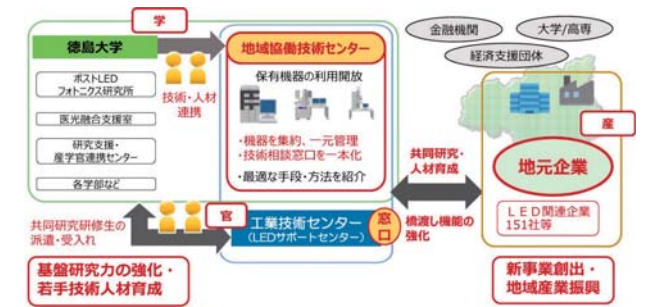 学
徳島大学
ポストLED
フォトニクス研究所
医光融合支援室
研究支援・
産学官連携センター
各学部など
技術・人材
連携
地域協働技術センター
保有機器の利用開放
・機器を集約、一元管理
・技術相談窓口を一本化
・最適な手段・方法を紹介
金融機関
大学/高専
経済支援団体
産
地元企業
LED関連企業
151社等
共同研究・
人材育成
橋渡し機能の
強化
共同研究研修生の
派遣・受入れ
官
工業技術センター
(LEDサポートセンター)
窓
口
基盤研究力の強化・
若手技術人材育成
新事業創出・
地域産業振興